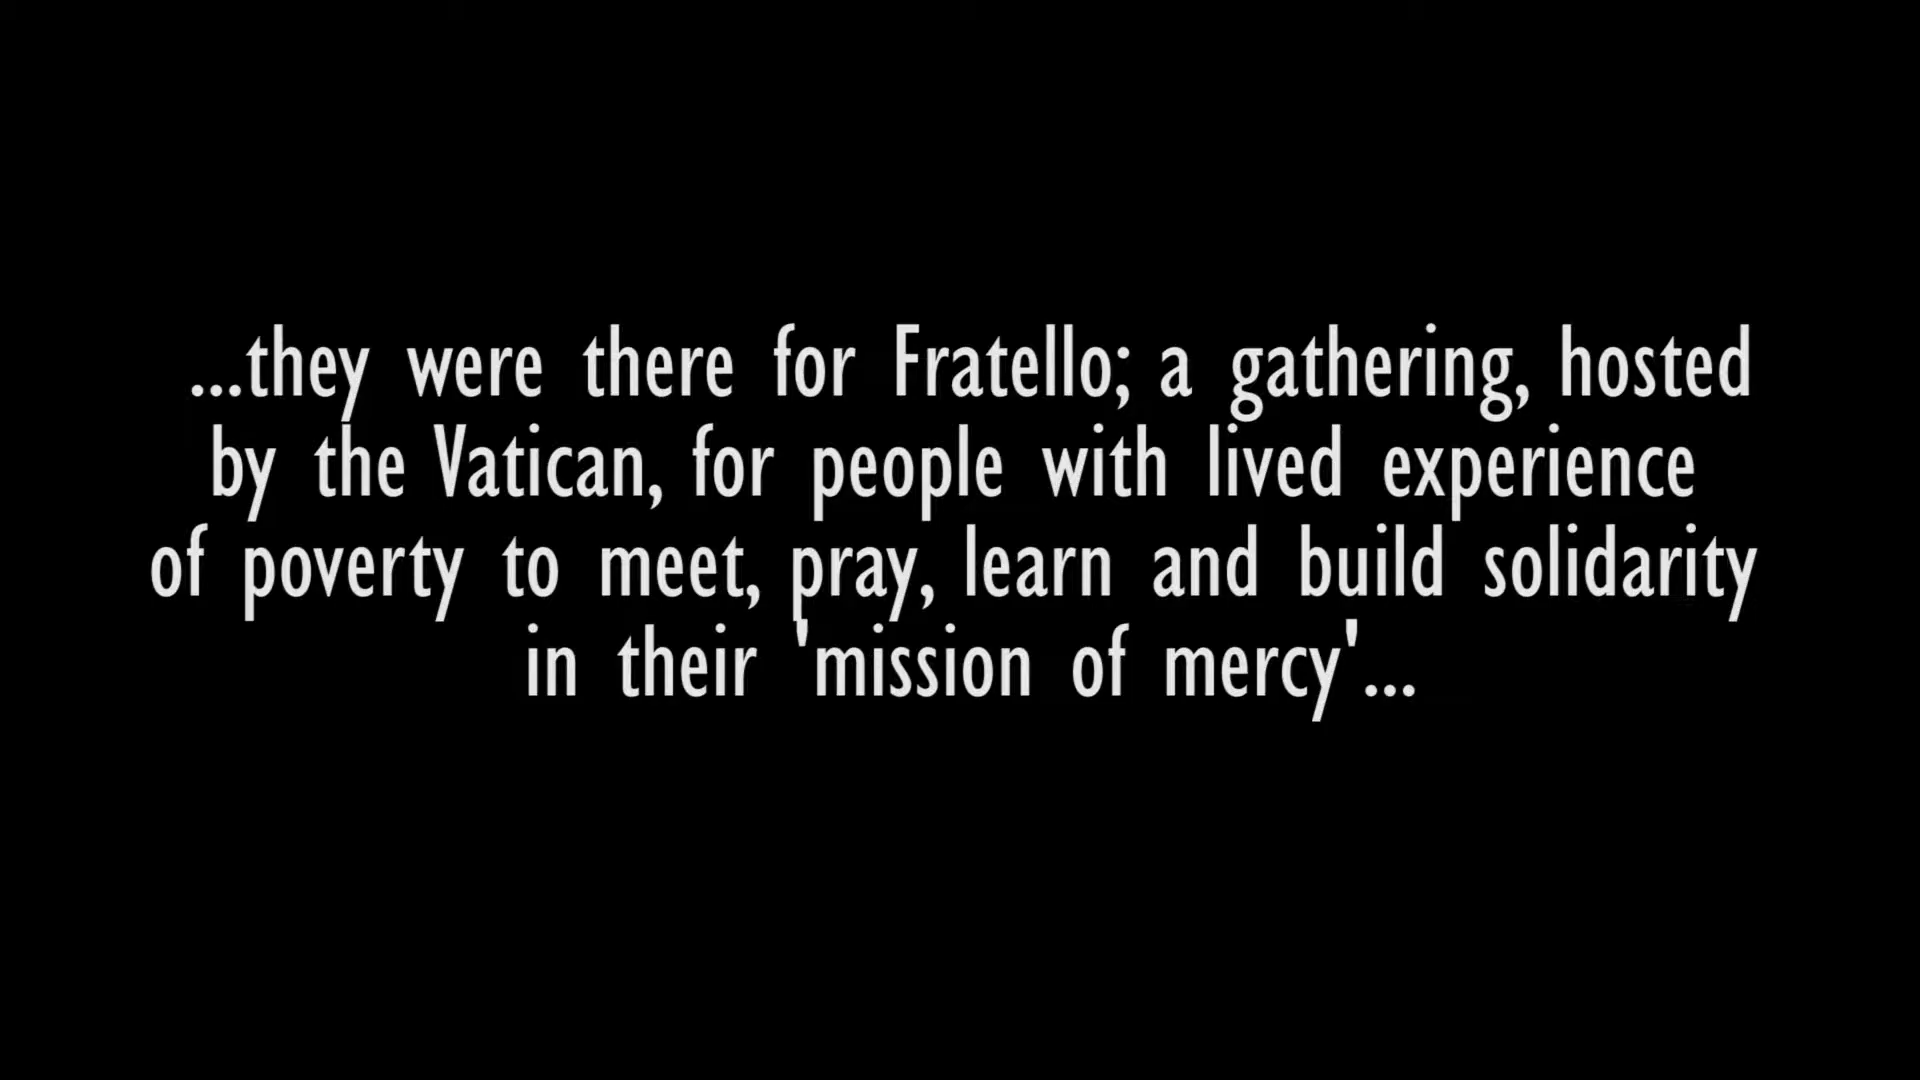 ...they were there for Fratello; a gathering, hosted
by the Vatican, for people with lived experience
of poverty to meet, pray, learn and build solidarity
in their 'mission of mercy'...